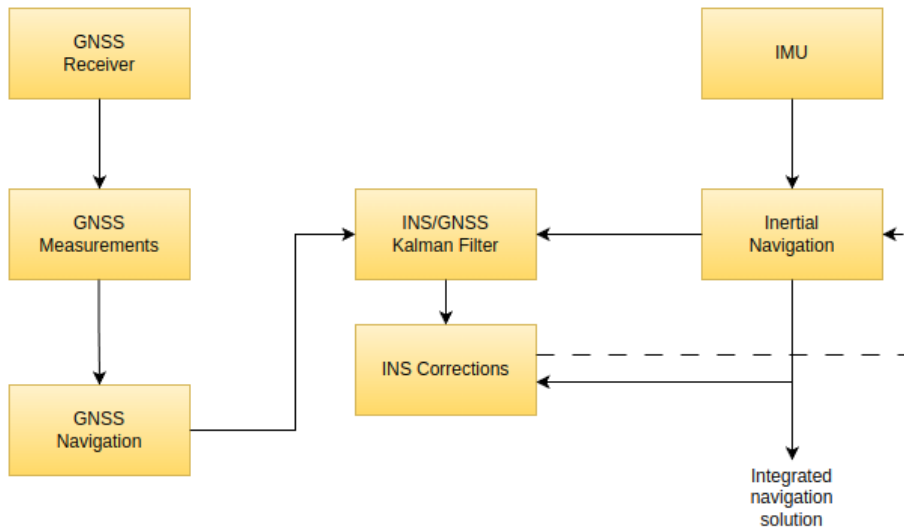 GNSS
Receiver
IMU
GNSS
Measurements
INS/GNSS
Kalman Filter
Inertial
Navigation
INS Corrections
GNSS
Navigation
Integrated
navigation
solution